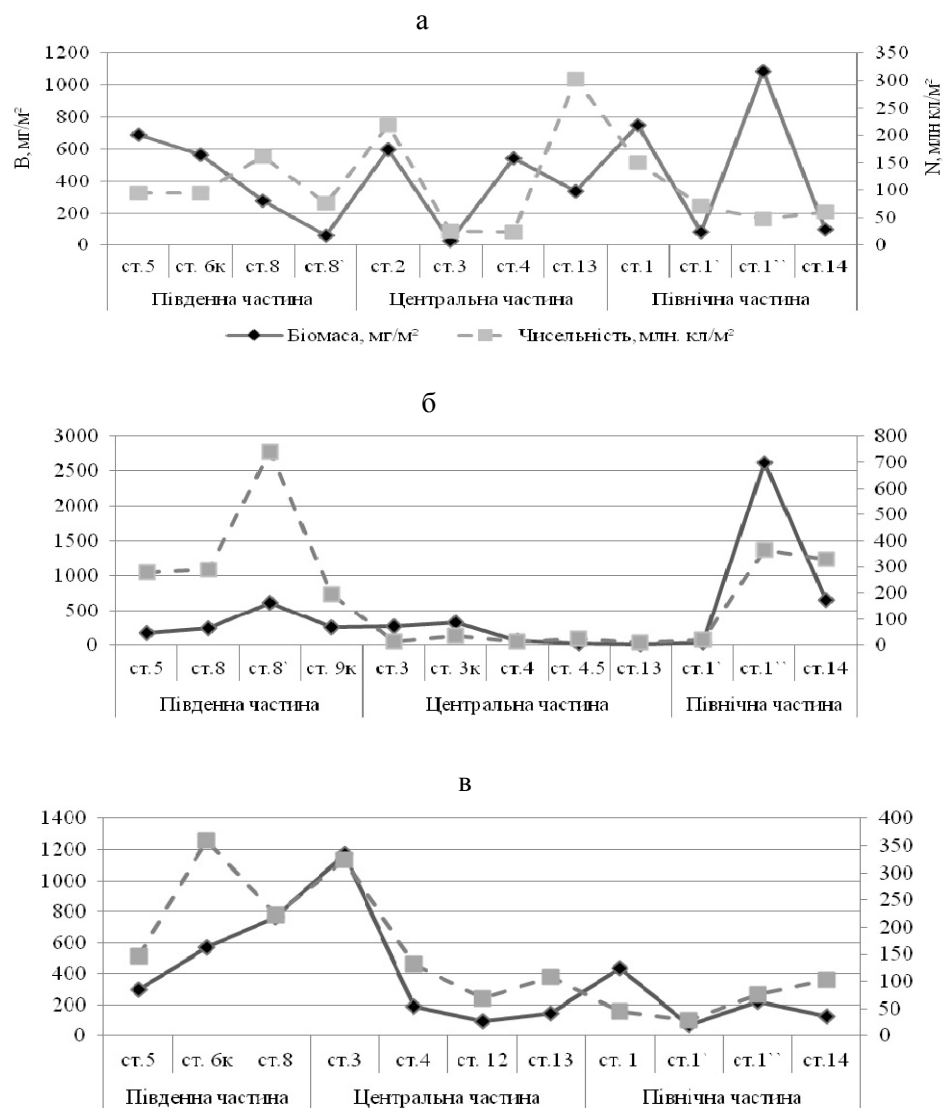 а
1200 1000 800 600 400 200 0
В, мг/м²
350 300 250 200 150 100 50 0
N, млн кл/м²
ст.5 ст. 6к ст.8 ст.8` ст.2 ст.3 ст.4 ст.13 ст.1 ст.1` ст.1`` ст.14
Південна частина Центральна частина Північна частина
Біомаса, мг/м² Чисельність, млн. кл/м²
б
3000 2500 2000 1500 1000 500 0
800 700 600 500 400 300 200 100 0
ст.5 ст.8 ст.8` ст. 9к ст.3 ст. 3к ст.4 ст. 4.5 ст.13 ст.1` ст.1`` ст.14
Південна частина Центральна частина Північна частина
в
1400 1200 1000 800 600 400 200 0
400 350 300 250 200 150 100 50 0
ст.5 ст. 6к ст.8 ст.3 ст.4 ст. 12 ст.13 ст. 1 ст.1` ст.1`` ст.14
Південна частина Центральна частина Північна частина